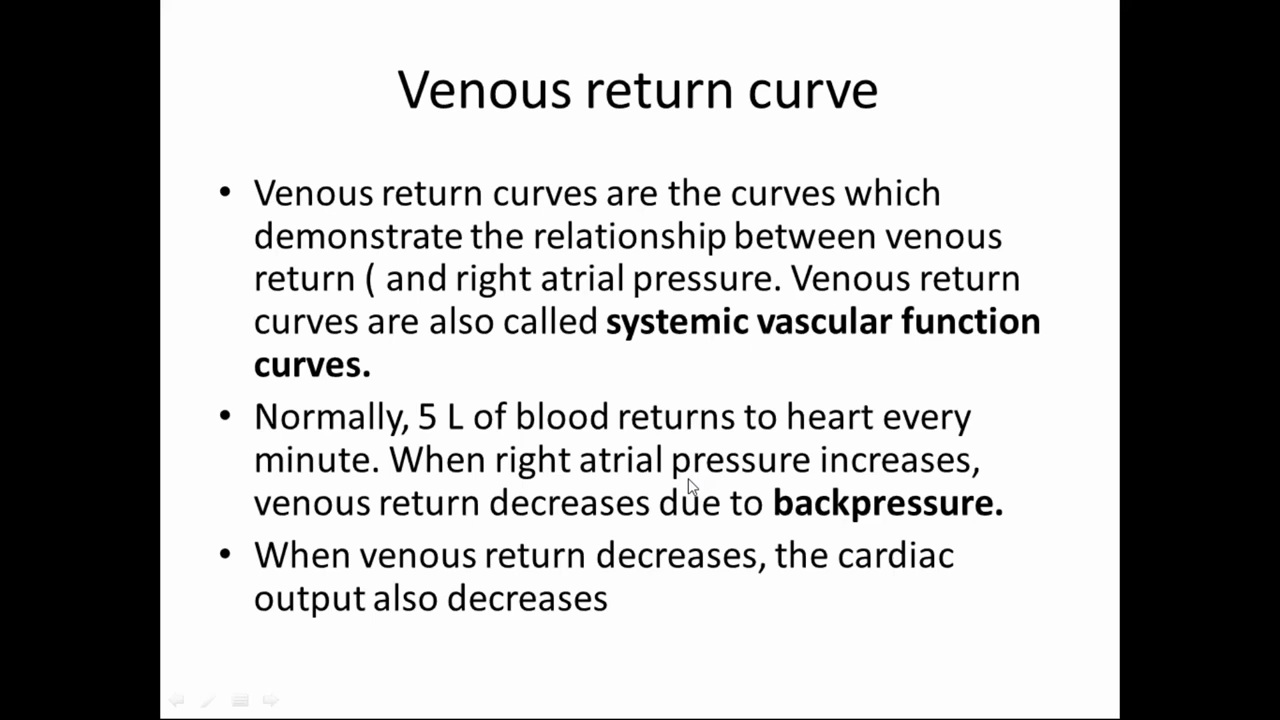 Venous return curve
• Venous return curves are the curves which
demonstrate the relationship between venous
return ( and right atrial pressure. Venous return
curves are also called systemic vascular function
curves.
• Normally, 5 L of blood returns to heart every
minute. When right atrial pressure increases,
venous return decreases due to backpressure.
• When venous return decreases, the cardiac
output also decreases